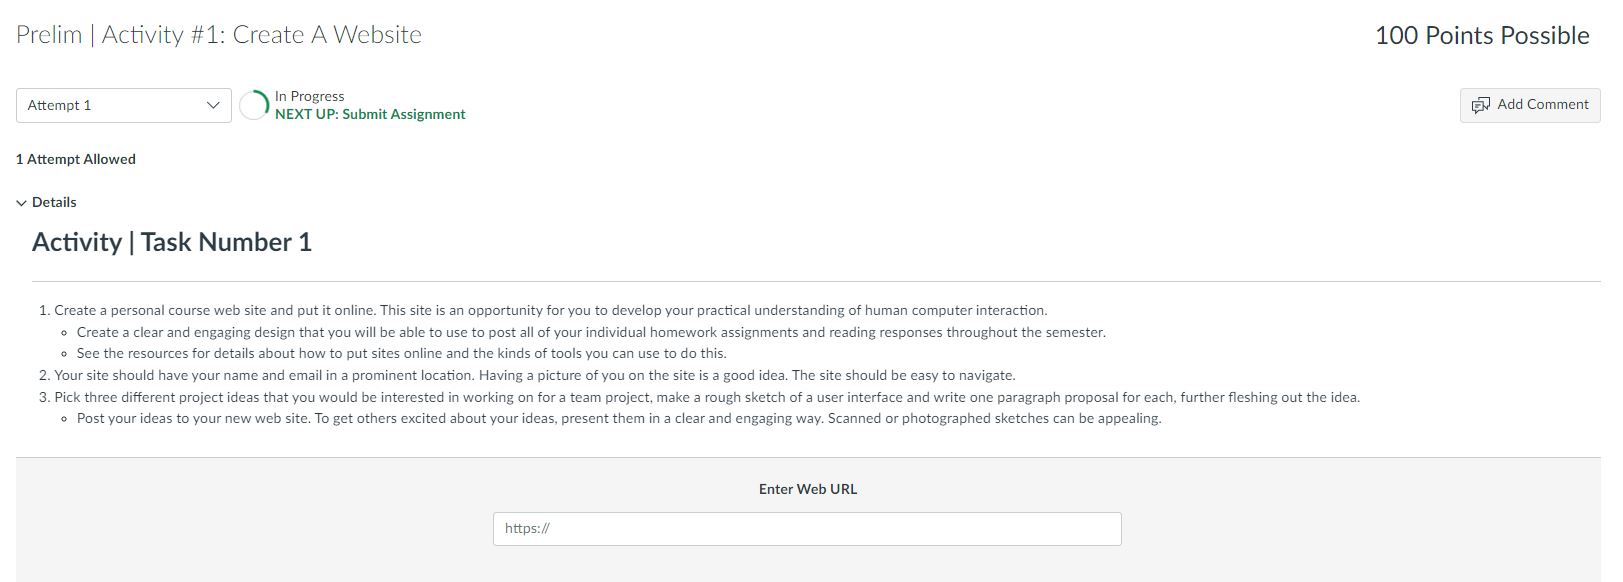 Prelim | Activity #1: Create A Website
100 Points Possible
Attempt 1
In Progress
NEXT UP: Submit Assignment
Add Comment
1 Attempt Allowed
Details
Activity | Task Number 1
1. Create a personal course web site and put it online. This site is an opportunity for you to develop your practical understanding of human computer interaction.
Create a clear and engaging design that you will be able to use to post all of your individual homework assignments and reading responses throughout the semester.
See the resources for details about how to put sites online and the kinds of tools you can use to do this.
2. Your site should have your name and email in a prominent location. Having a picture of you on the site is a good idea. The site should be easy to navigate.
3. Pick three different project ideas that you would be interested in working on for a team project, make a rough sketch of a user interface and write one paragraph proposal for each, further fleshing out the idea.
Post your ideas to your new web site. To get others excited about your ideas, present them in a clear and engaging way. Scanned or photographed sketches can be appealing.
Enter Web URL
https://